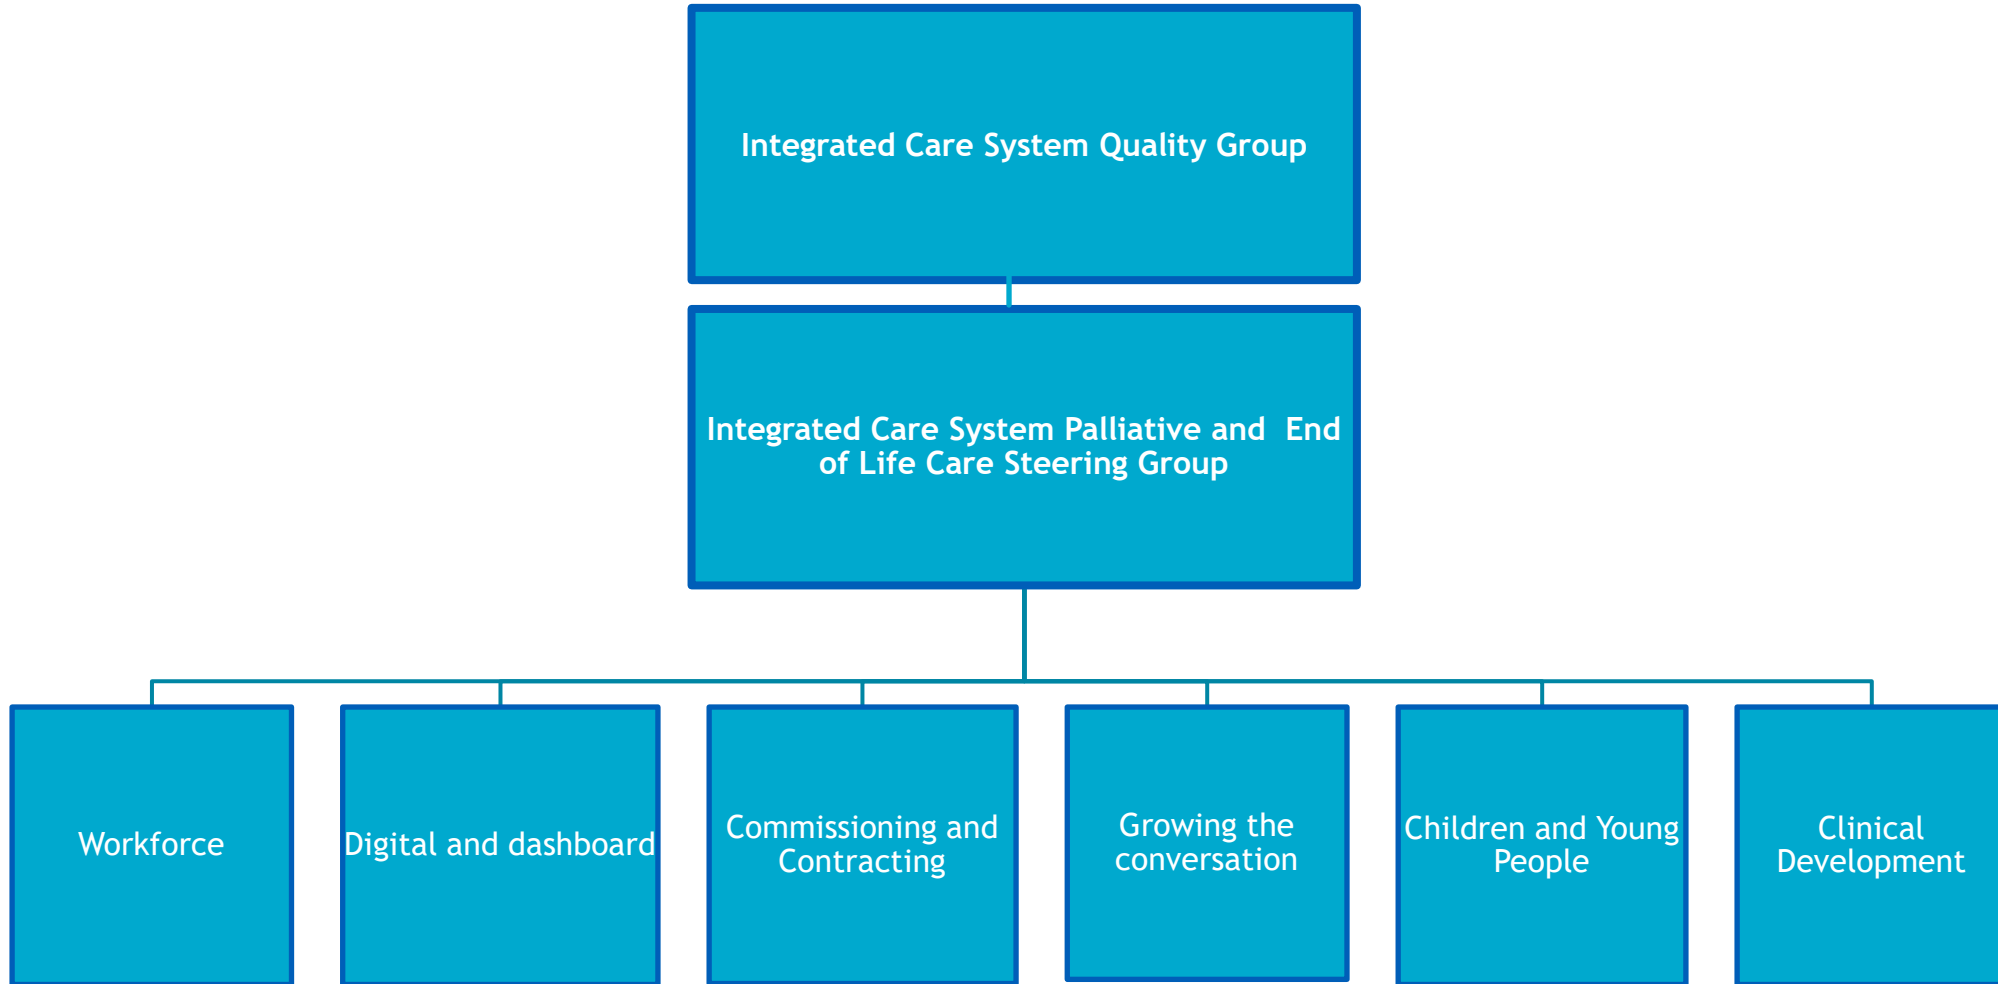 Integrated Care System Quality Group
Integrated Care System Palliative and  End
of Life Care Steering Group
Workforce
Digital and dashboard
Commissioning and
Contracting
Growing the
conversation
Children and Young
People
Clinical
Development